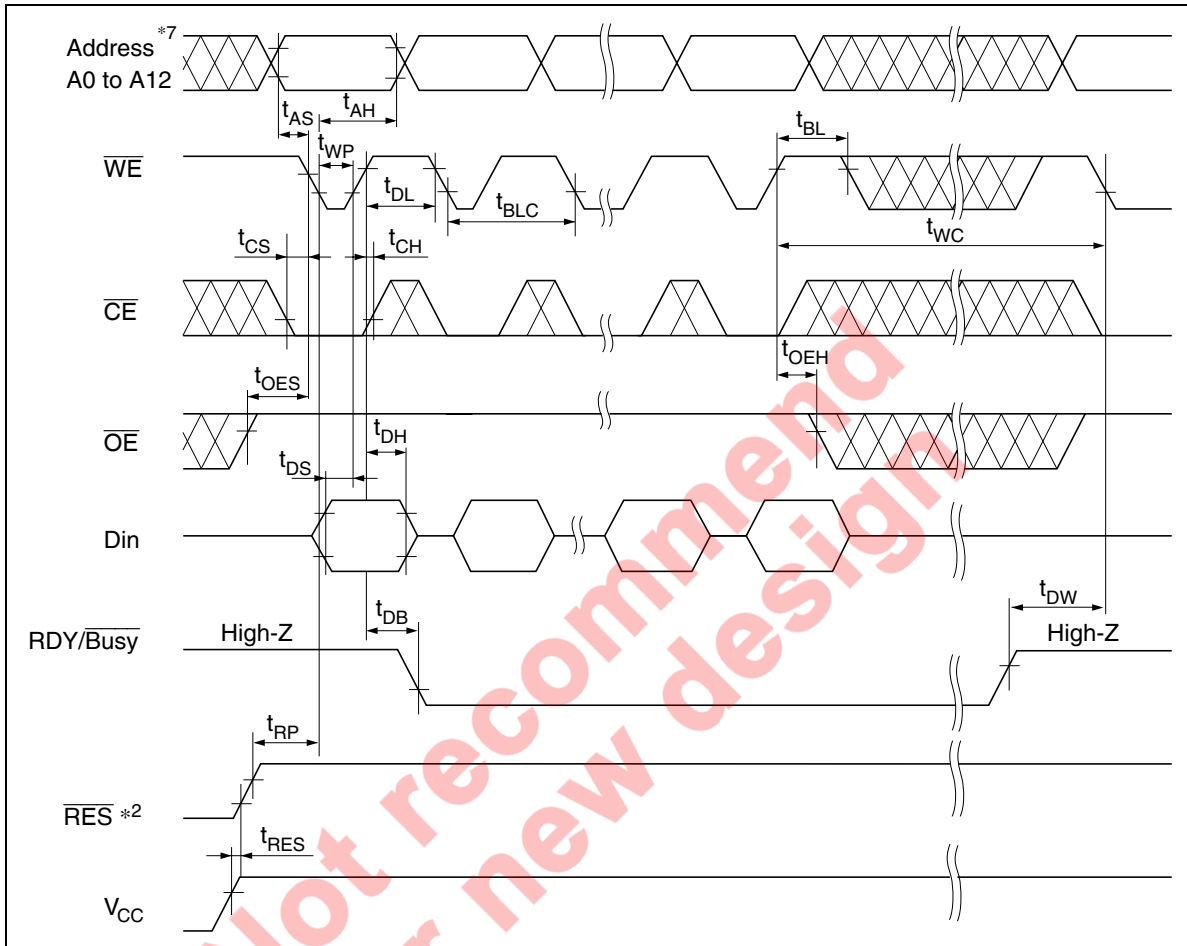 Address *7
A0 to A12
tAS
tAH
tWP
tBL
WE
tDL
tBLC
tWC
tCS
tCH
CE
tOEH
tOES
OE
tDH
tDS
Din
tDW
tDB
RDY/Busy
High-Z
High-Z
tRP
RES *2
tRES
VCC
Not recommend
for new design